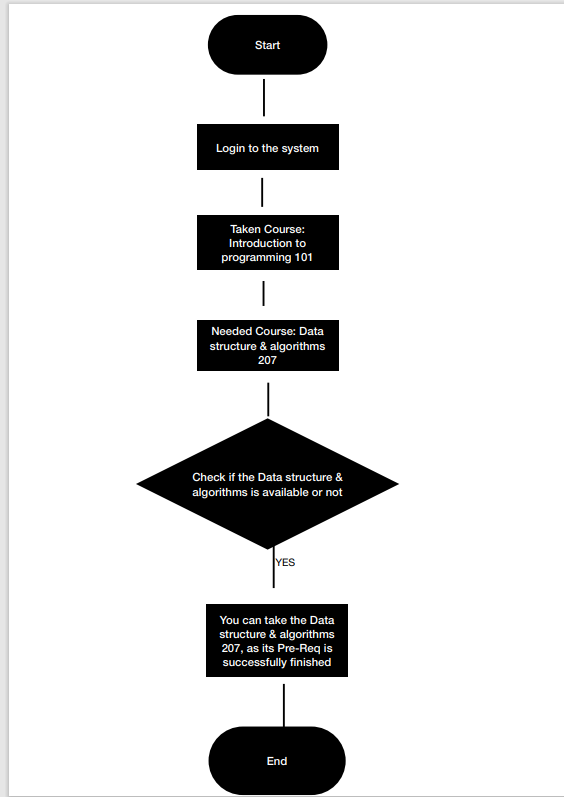 Start
Login to the system
Taken Course:
Introduction to
programming 101
Needed Course: Data
structure & algorithms
207
Check if the Data structure &
algorithms is available or not
YES
You can take the Data
structure & algorithms
207, as its Pre-Req is
successfully finished
End